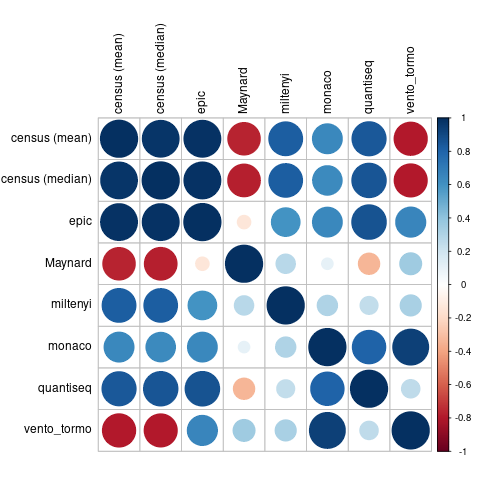 census (mean)
census (median)
epic
Maynard
miltenyi
monaco
quantiseq
vento_tormo
census (mean)
census (median)
epic
Maynard
miltenyi
monaco
quantiseq
vento_tormo
1
0.8
0.6
0.4
0.2
0
-0.2
-0.4
-0.6
-0.8
-1